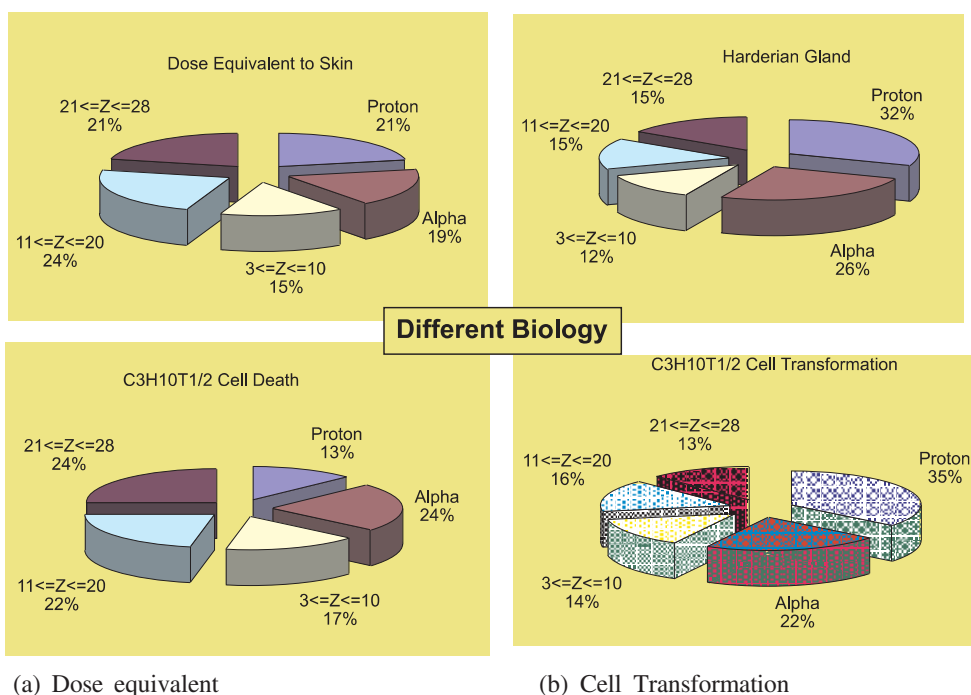 Dose Equivalent to Skin
21<=Z<=28
21%
Proton
21%
Alpha
19%
3<=Z<=10
15%
11<=Z<=20
24%
Harderian Gland
21<=Z<=28
15%
Proton
32%
11<=Z<=20
15%
3<=Z<=10
12%
Alpha
26%
Different Biology
C3H10T1/2 Cell Death
21<=Z<=28
24%
Proton
13%
Alpha
24%
11<=Z<=20
22%
3<=Z<=10
17%
C3H10T1/2 Cell Transformation
21<=Z<=28
13%
Proton
35%
11<=Z<=20
16%
3<=Z<=10
14%
Alpha
22%
(a) Dose equivalent
(b) Cell Transformation